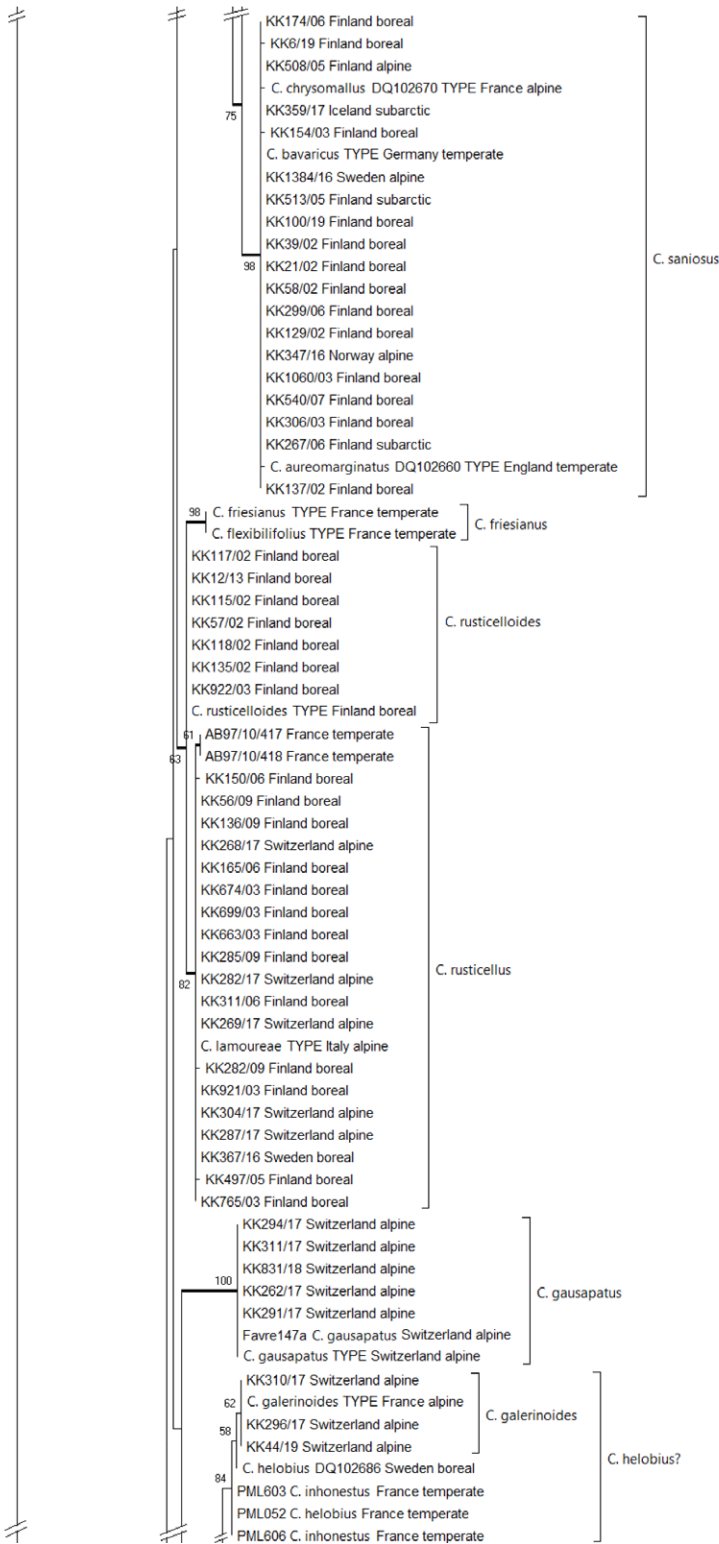 KK174/06 Finland boreal
KK6/19 Finland boreal
KK508/05 Finland alpine
C. chrysomallus DQ102670 TYPE France alpine
75
KK359/17 Iceland subarctic
KK154/03 Finland boreal
C. bavaricus TYPE Germany temperate
KK1384/16 Sweden alpine
KK513/05 Finland subarctic
KK100/19 Finland boreal
KK39/02 Finland boreal
C. saniosus
98
KK21/02 Finland boreal
KK58/02 Finland boreal
KK299/06 Finland boreal
KK129/02 Finland boreal
KK347/16 Norway alpine
KK1060/03 Finland boreal
KK540/07 Finland boreal
KK306/03 Finland boreal
KK267/06 Finland subarctic
C. aureomarginatus DQ102660 TYPE England temperate
KK137/02 Finland boreal
98
C. friesianus TYPE France temperate
C. friesianus
C. flexibilifolius TYPE France temperate
KK117/02 Finland boreal
KK12/13 Finland boreal
KK115/02 Finland boreal
KK57/02 Finland boreal
C. rusticelloides
KK118/02 Finland boreal
KK135/02 Finland boreal
KK922/03 Finland boreal
C. rusticelloides TYPE Finland boreal
61
AB97/10/417 France temperate
63
AB97/10/418 France temperate
KK150/06 Finland boreal
KK56/09 Finland boreal
KK136/09 Finland boreal
KK268/17 Switzerland alpine
KK165/06 Finland boreal
KK674/03 Finland boreal
KK699/03 Finland boreal
KK663/03 Finland boreal
KK285/09 Finland boreal
C. rusticellus
82
KK282/17 Switzerland alpine
KK311/06 Finland boreal
KK269/17 Switzerland alpine
C. lamoureae TYPE Italy alpine
KK282/09 Finland boreal
KK921/03 Finland boreal
KK304/17 Switzerland alpine
KK287/17 Switzerland alpine
KK367/16 Sweden boreal
KK497/05 Finland boreal
KK765/03 Finland boreal
KK294/17 Switzerland alpine
KK311/17 Switzerland alpine
KK831/18 Switzerland alpine
100
KK262/17 Switzerland alpine
C. gausapatus
KK291/17 Switzerland alpine
Favre147a C. gausapatus Switzerland alpine
C. gausapatus TYPE Switzerland alpine
KK310/17 Switzerland alpine
62
C. galerinoides TYPE France alpine
C. galerinoides
58
KK296/17 Switzerland alpine
KK44/19 Switzerland alpine
C. helobius?
84
C. helobius DQ102686 Sweden boreal
PML603 C. inhonestus France temperate
PML052 C. helobius France temperate
PML606 C. inhonestus France temperate